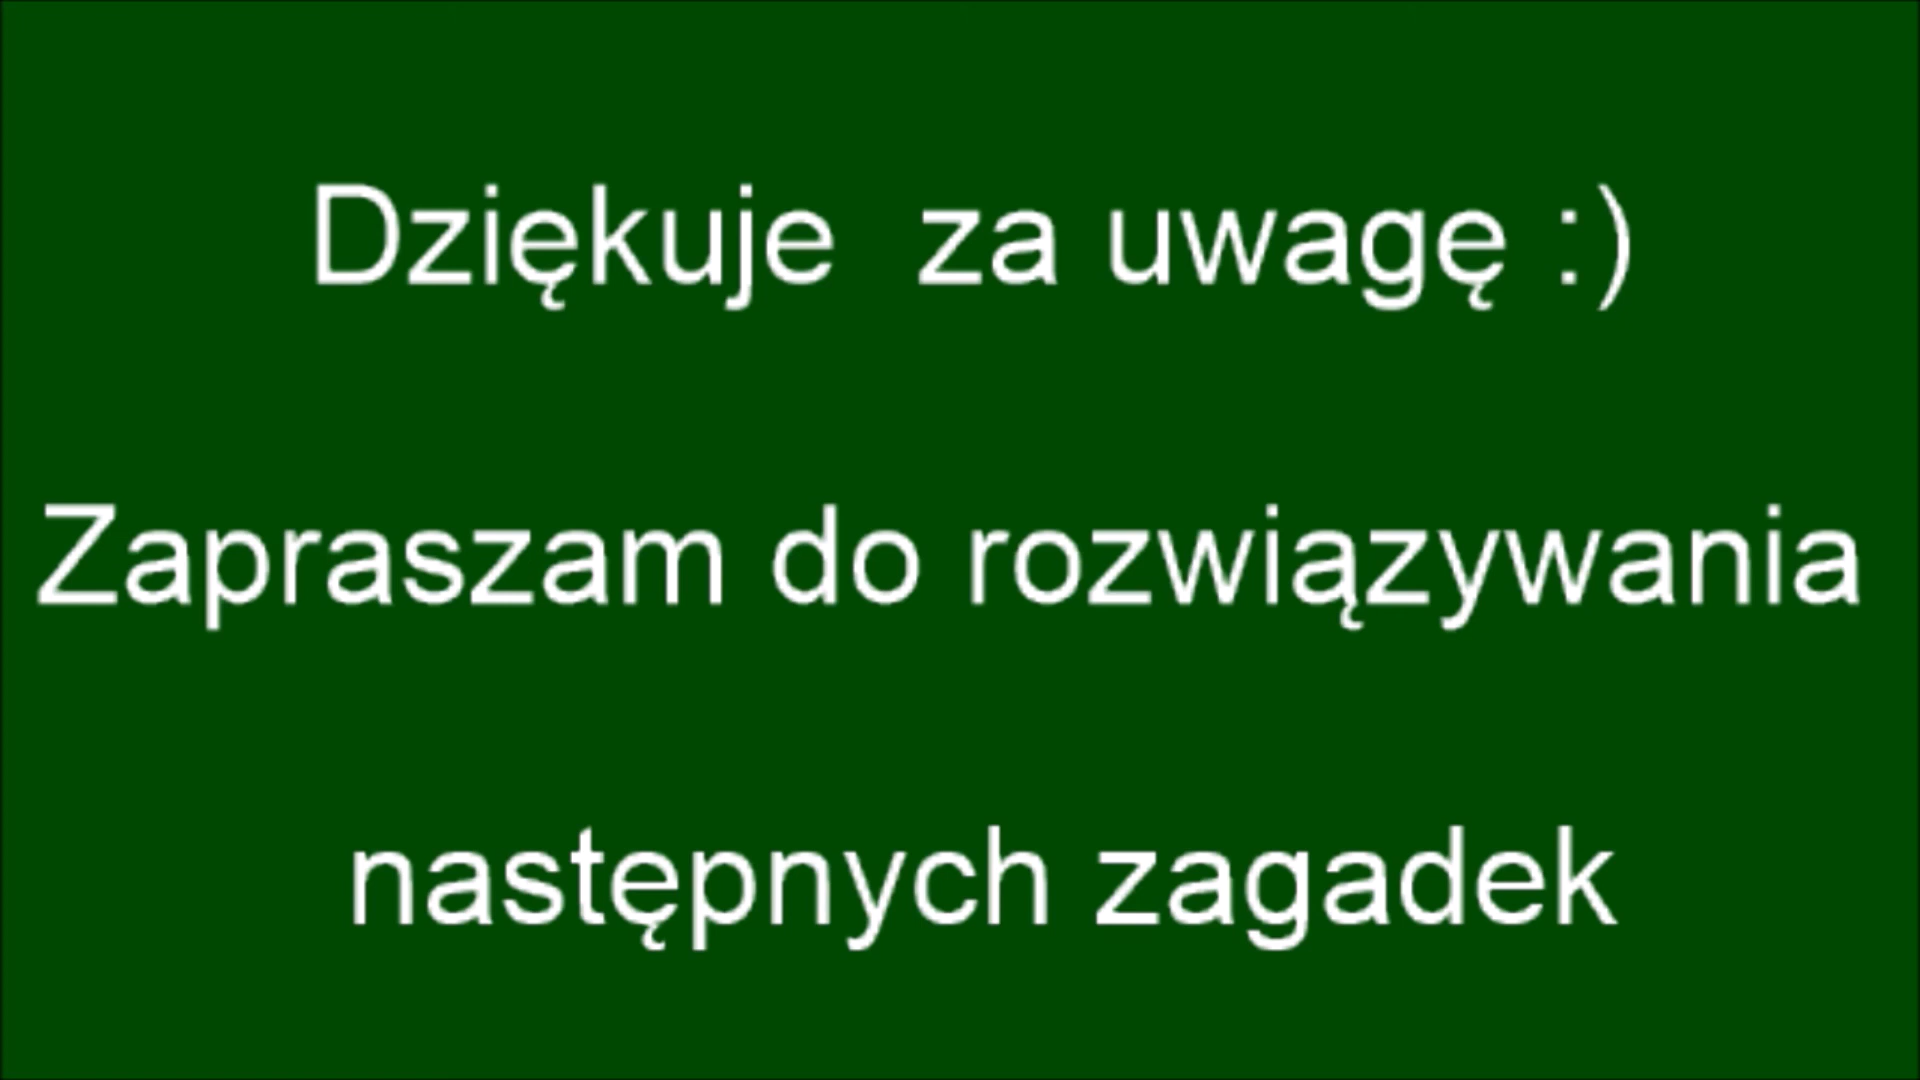 Dziękuje  za uwagę :)
Zapraszam do rozwiązywania
następnych zagadek